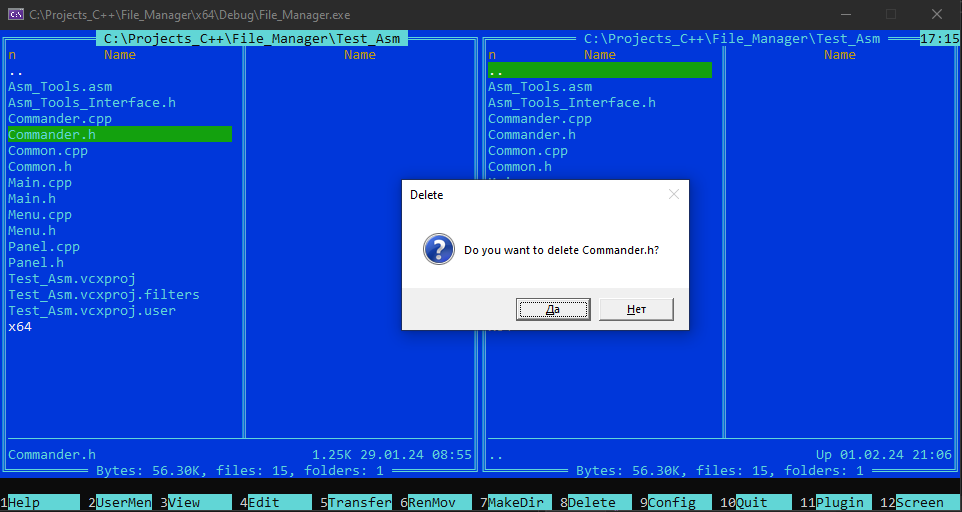 C:\Projects_C++\File_Manager\x64\Debug\File_Manager.exe
C:\Projects_C++\File_Manager\Test_Asm
n Name Name
..
Asm_Tools.asm
Asm_Tools_Interface.h
Commander.cpp
Commander.h
Common.cpp
Common.h
Main.cpp
Main.h
Menu.cpp
Menu.h
Panel.cpp
Panel.h
Test_Asm.vcxproj
Test_Asm.vcxproj.filters
Test_Asm.vcxproj.user
x64
Commander.h 1.25K 29.01.24 08:55
Bytes: 56.30K, files: 15, folders: 1
C:\Projects_C++\File_Manager\Test_Asm 17:15
n Name Name
..
Asm_Tools.asm
Asm_Tools_Interface.h
Commander.cpp
Commander.h
Common.cpp
Common.h
.. Up 01.02.24 21:06
Bytes: 56.30K, files: 15, folders: 1
Delete
Do you want to delete Commander.h?
Да Нет
1Help 2UserMen 3View 4Edit 5Transfer 6RenMov 7MakeDir 8Delete 9Config 10Quit 11Plugin 12Screen